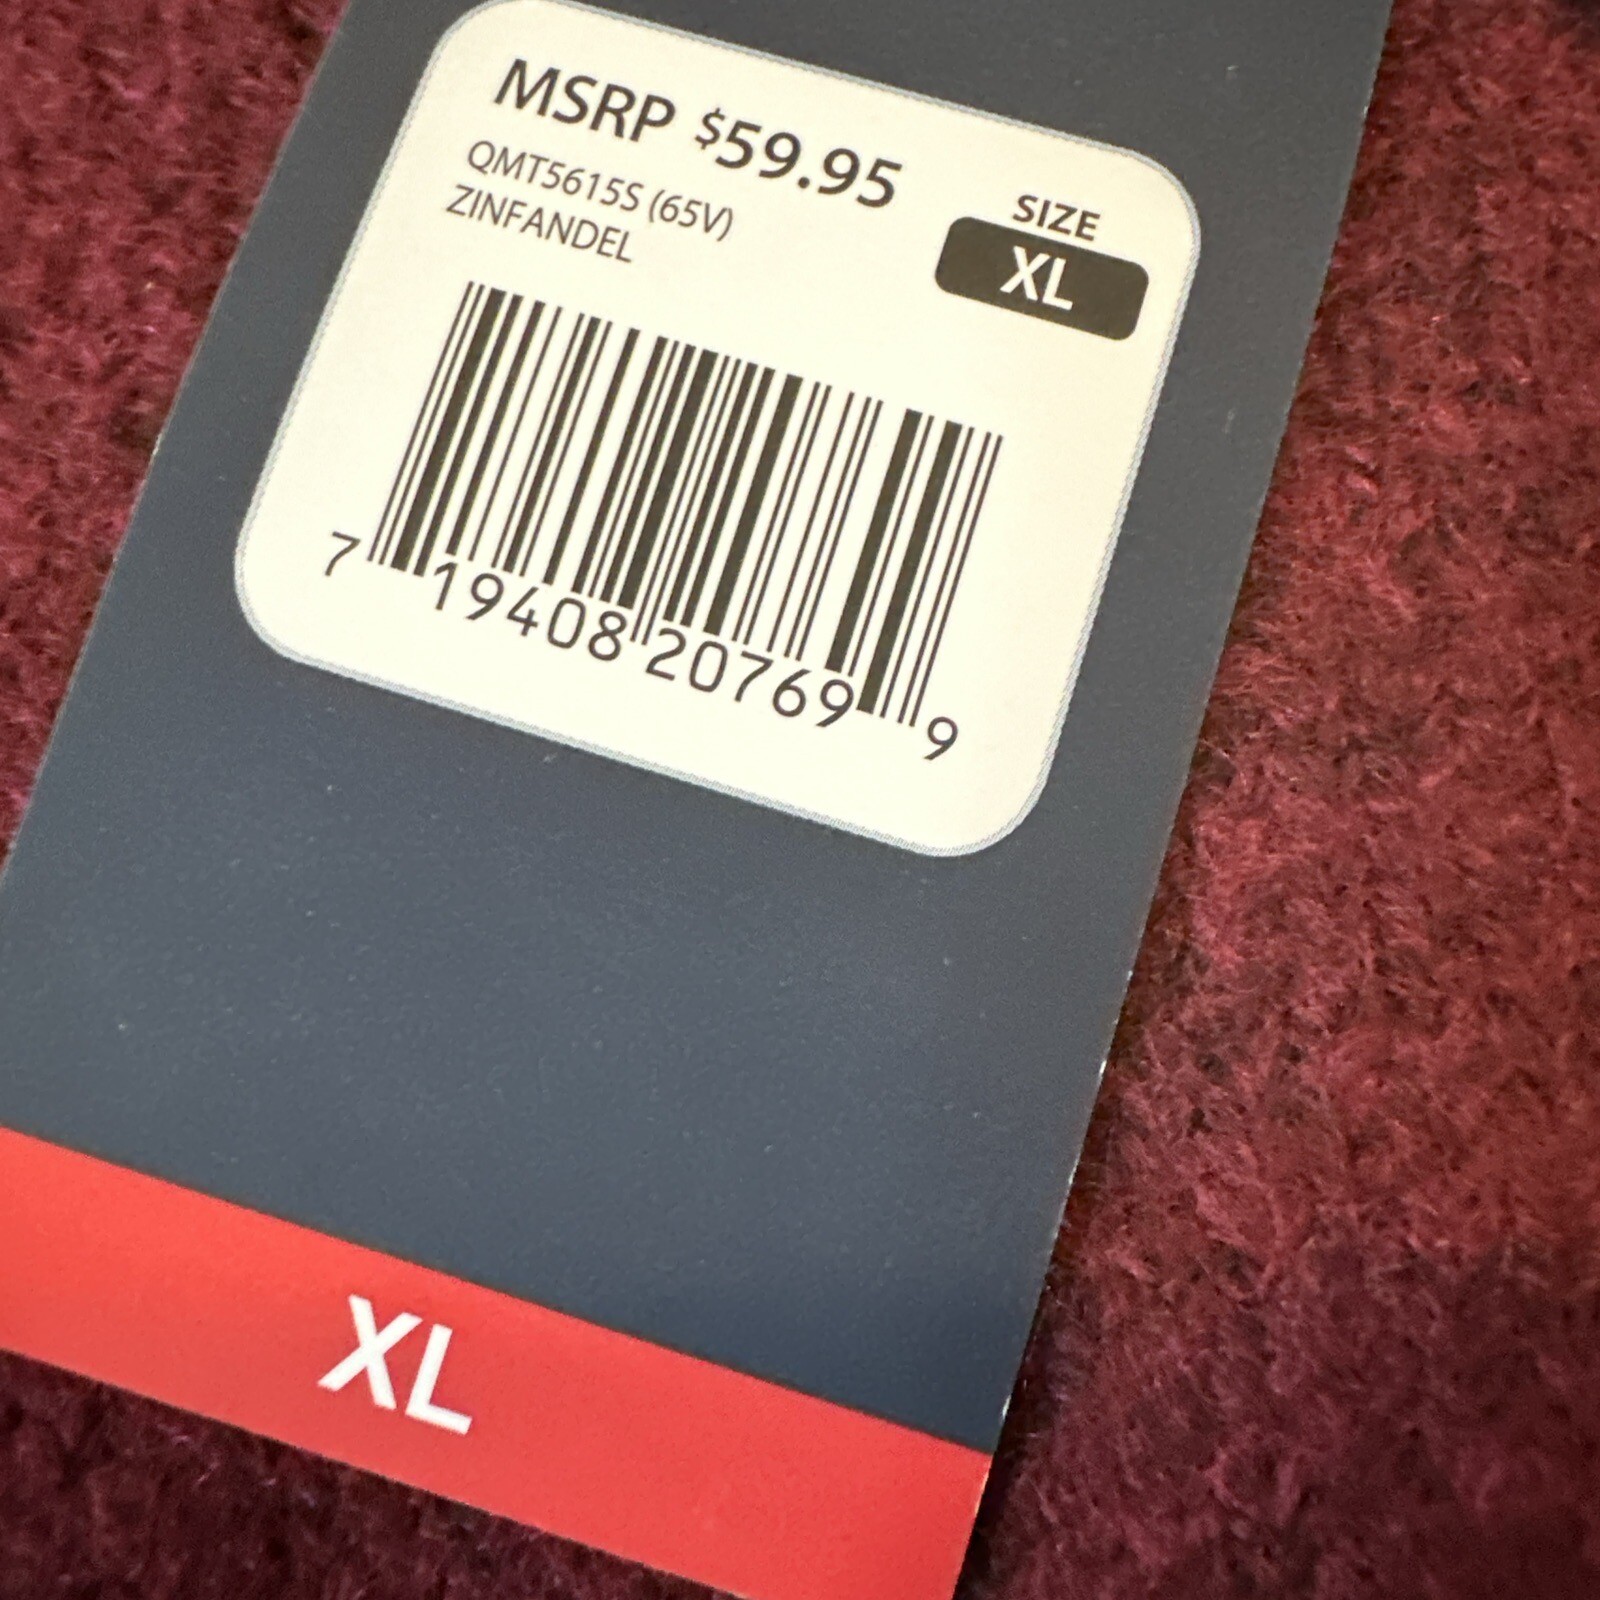 MSRP $59.95
QMT5615S (65V)
ZINFANDEL
SIZE
XL
7 19408 20769 9
XL